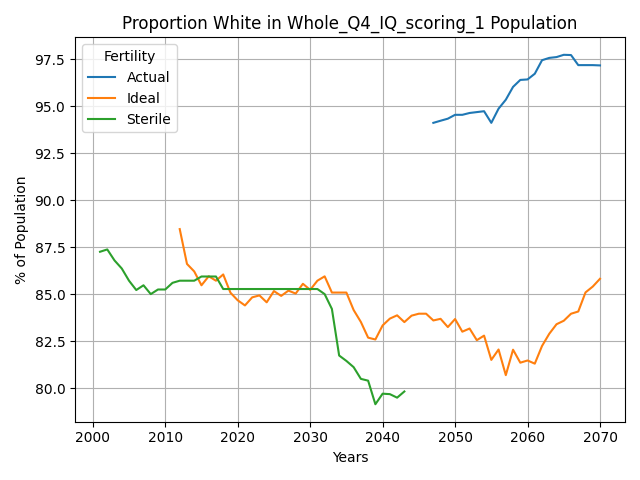 Proportion White in Whole_Q4_IQ_scoring_1 Population
Fertility
Actual
Ideal
Sterile
% of Population
97.5
95.0
92.5
90.0
87.5
85.0
82.5
80.0
2000 2010 2020 2030 2040 2050 2060 2070
Years